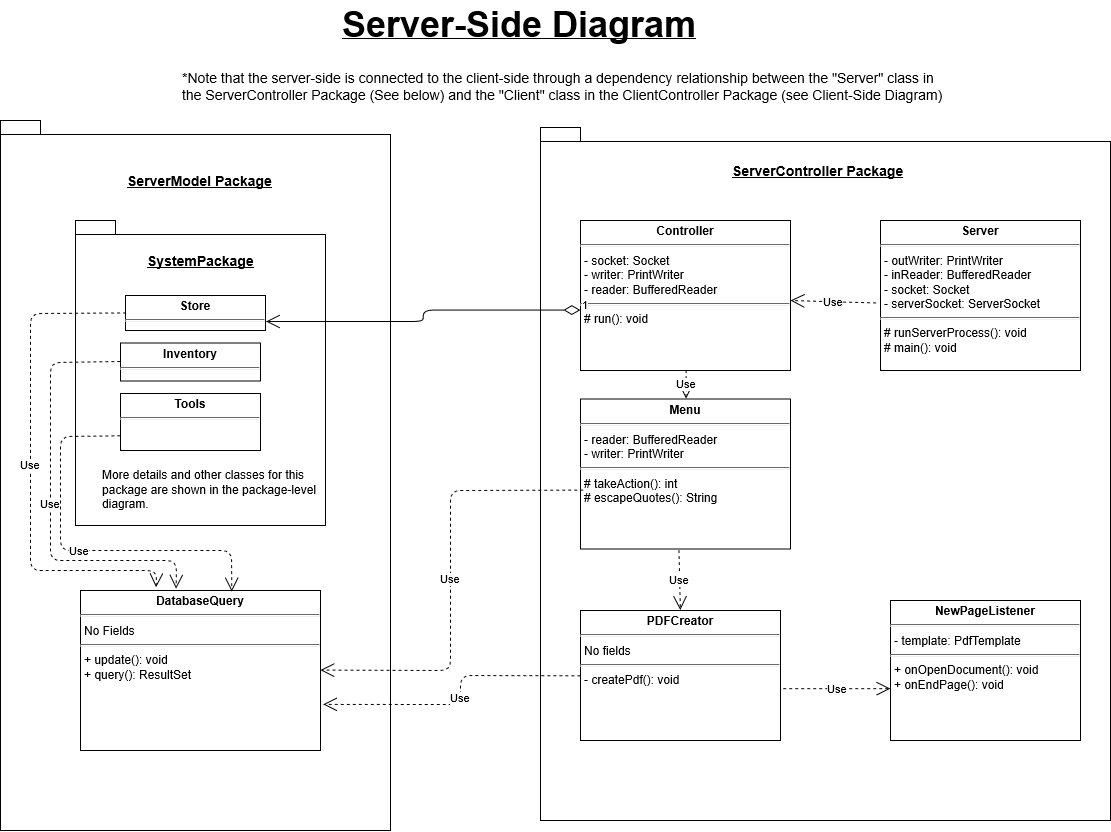 Server-Side Diagram
*Note that the server-side is connected to the client-side through a dependency relationship between the "Server" class in
the ServerController Package (See below) and the "Client" class in the ClientController Package (see Client-Side Diagram)
ServerModel Package
SystemPackage
Store
Inventory
Tools
More details and other classes for this
package are shown in the package-level
diagram.
Use
Use
Use
DatabaseQuery
No Fields
+ update(): void
+ query(): ResultSet
ServerController Package
Controller
- socket: Socket
- writer: PrintWriter
- reader: BufferedReader
1
# run(): void
Use
Server
- outWriter: PrintWriter
- inReader: BufferedReader
- socket: Socket
- serverSocket: ServerSocket
# runServerProcess(): void
# main(): void
Use
Menu
- reader: BufferedReader
- writer: PrintWriter
# takeAction(): int
# escapeQuotes(): String
Use
Use
PDFCreator
No fields
- createPdf(): void
Use
Use
NewPageListener
- template: PdfTemplate
+ onOpenDocument(): void
+ onEndPage(): void